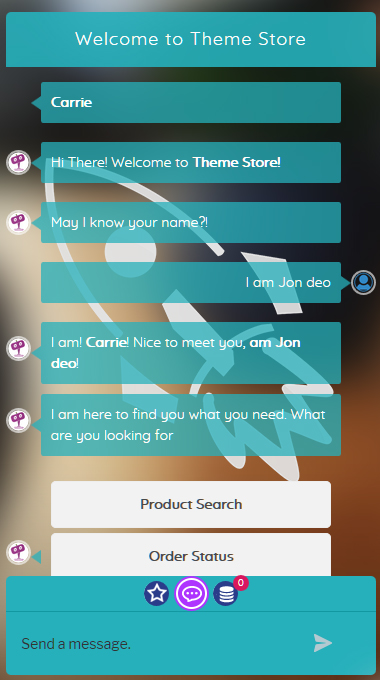 Welcome to Theme Store
Carrie
Hi There! Welcome to Theme Store!
May I know your name?!
I am Jon deo
I am! Carrie! Nice to meet you, am Jon
deo!
I am here to find you what you need. What
are you looking for
Product Search
Order Status
0
Send a message.